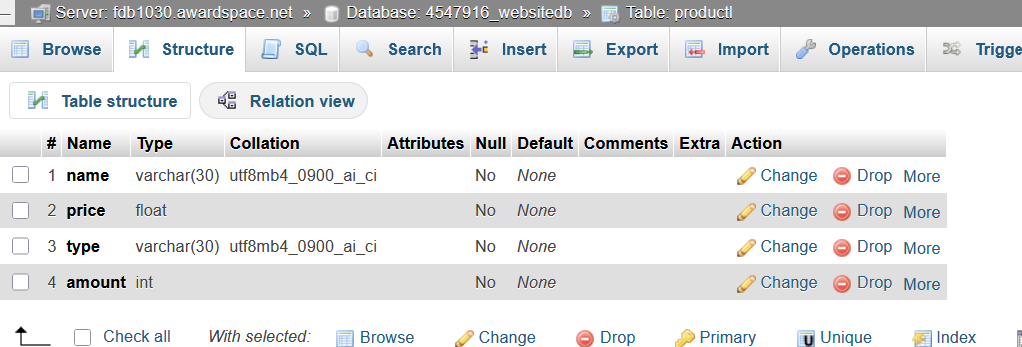 Server: fdb1030.awardspace.net » Database: 4547916_websitedb » Table: productl
Browse Structure SQL Search Insert Export Import Operations Trigge
Table structure Relation view
# Name Type Collation Attributes Null Default Comments Extra Action
1 name varchar(30) utf8mb4_0900_ai_ci No None Change Drop More
2 price float No None Change Drop More
3 type varchar(30) utf8mb4_0900_ai_ci No None Change Drop More
4 amount int No None Change Drop More
Check all With selected: Browse Change Drop Primary Unique Index